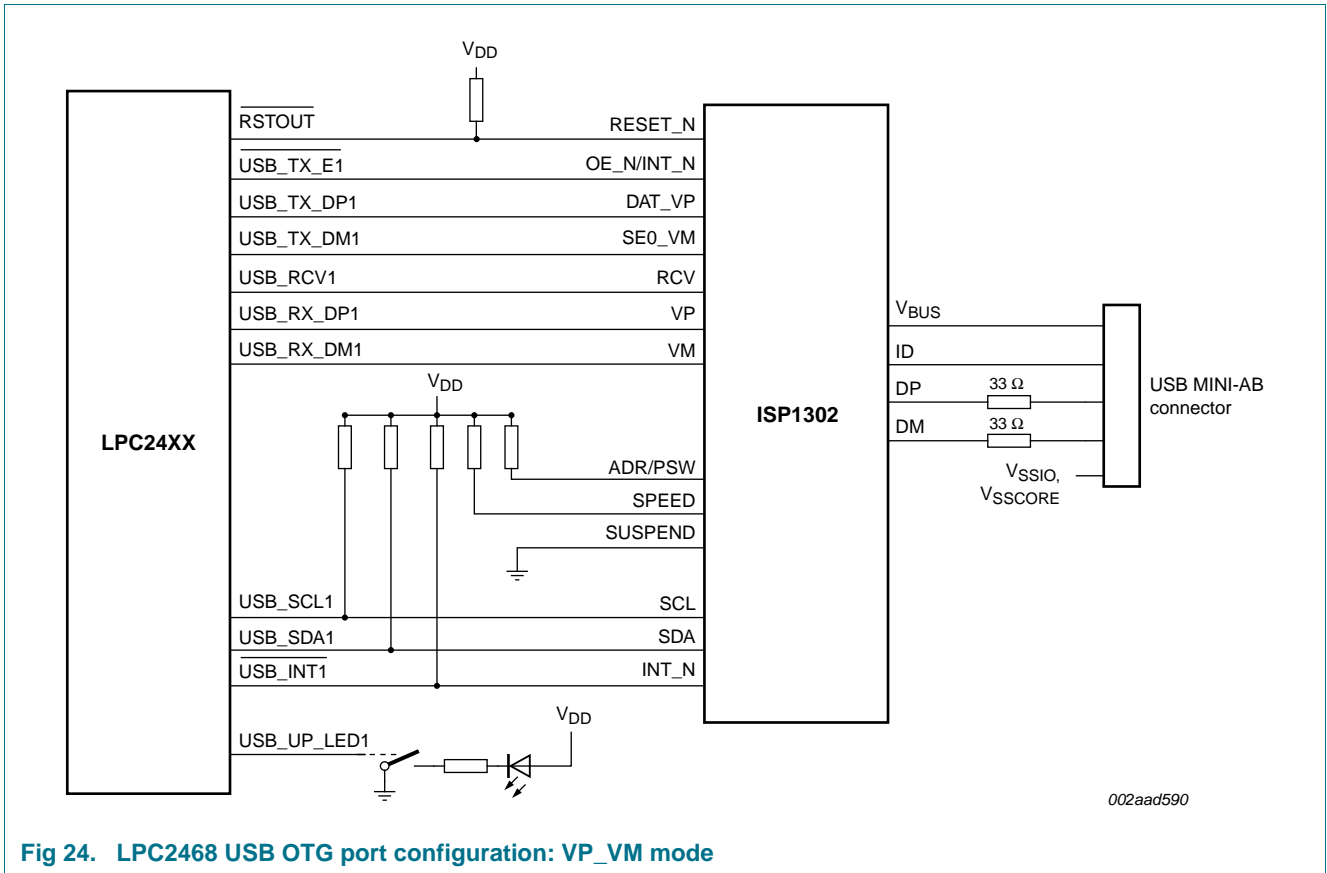 VDD
RSTOUT RESET_N
USB_TX_E1 OE_N/INT_N
USB_TX_DP1 DAT_VP
USB_TX_DM1 SE0_VM
USB_RCV1 RCV
USB_RX_DP1 VP
USB_RX_DM1 VM
VBUS
ID
DP 33 Ω
DM 33 Ω
USB MINI-AB
connector
VSSIO,
VSSCORE
LPC24XX
ISP1302
VDD
ADR/PSW
SPEED
SUSPEND
USB_SCL1 SCL
USB_SDA1 SDA
USB_INT1 INT_N
VDD
USB_UP_LED1
002aad590
Fig 24. LPC2468 USB OTG port configuration: VP_VM mode